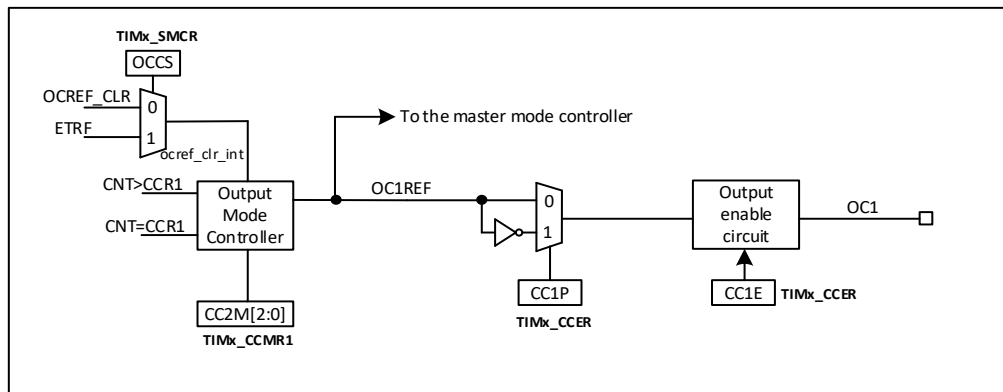 TIMx_SMCR
OCCS
OCREF_CLR
0
ETRF
1
ocref_clr_int
To the master mode controller
CNT>CCR1
CNT=CCR1
Output
Mode
Controller
OC1REF
0
1
Output
enable
circuit
OC1
CC2M[2:0]
TIMx_CCMR1
CC1P
TIMx_CCER
CC1E
TIMx_CCER